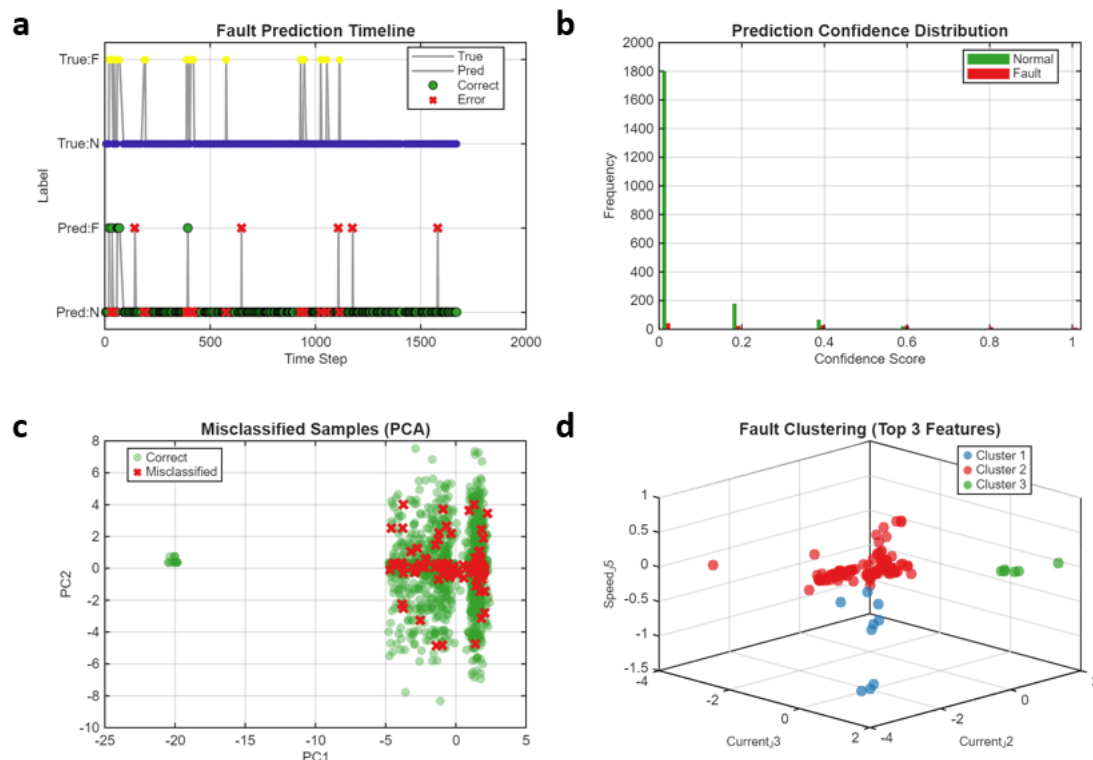 a
Fault Prediction Timeline
True:F
True:N
Pred:F
Pred:N
Label
True
Pred
Correct
Error
0
500
1000
1500
2000
Time Step
b
Prediction Confidence Distribution
2000
1800
1600
1400
1200
1000
800
600
400
200
0
Frequency
Normal
Fault
0
0.2
0.4
0.6
0.8
1
Confidence Score
c
Misclassified Samples (PCA)
8
6
4
2
0
-2
-4
-6
-8
-10
PC2
Correct
Misclassified
-25
-20
-15
-10
-5
0
5
PC1
d
Fault Clustering (Top 3 Features)
Cluster 1
Cluster 2
Cluster 3
1
0.5
0
-0.5
-1
-1.5
SpeedJ5
-4
-2
0
2
CurrentJ3
-4
-2
0
CurrentJ2